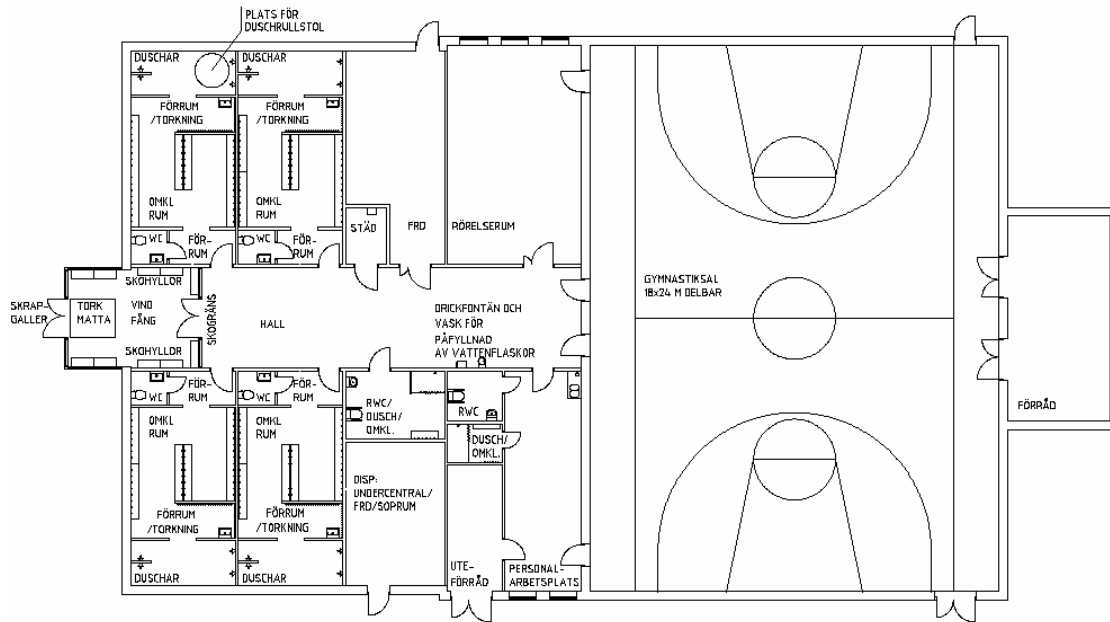 PLATS FÖR
DUSCHRULLSTOL
DUSCHAR
DUSCHAR
FÖRRUM
/TORKNING
FÖRRUM
/TORKNING
OMKL
RUM
OMKL
RUM
STÄD
FRD
RÖRELSERUM
WC
FÖR-
RUM
WC
FÖR-
RUM
SKOHYLLOR
SKRAP-
GALLER
TORK
MATTA
VIND
FÅNG
SKOGRÄNS
HALL
DRICKFONTÄN OCH
VASK FÖR
PÅFYLLNAD
AV VATTENFLASKOR
GYMNASTIKSAL
18x24 M DELBAR
SKOHYLLOR
WC
FÖR-
RUM
WC
FÖR-
RUM
RWC/
DUSCH/
OMKL.
RWC
FÖRRÅD
OMKL
RUM
OMKL
RUM
DUSCH/
OMKL.
DISP:
UNDERCENTRAL/
FRD/SOPRUM
FÖRRUM
/TORKNING
FÖRRUM
/TORKNING
DUSCHAR
DUSCHAR
UTE-
FÖRRÅD
PERSONAL-
ARBETSPLATS